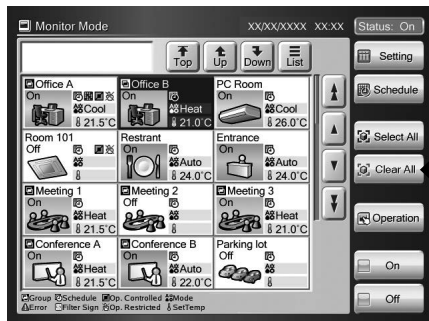 Monitor Mode XX/XX/XXXX XX:XX Status: On
Top Up Down List
Setting
Schedule
Select All
Clear All
Operation
On
Off
Office A
On
Cool
21.5°C
Office B
On
Heat
21.0°C
PC Room
On
Cool
26.0°C
Room 101
Off
Restrant
On
Auto
24.0°C
Entrance
On
Auto
24.0°C
Meeting 1
On
Heat
21.5°C
Meeting 2
Off
Meeting 3
On
Heat
21.0°C
Conference A
On
Heat
21.5°C
Conference B
On
Auto
22.0°C
Parking lot
Off
Group Schedule Op. Controlled Mode
Error Filter Sign Op. Restricted SetTemp